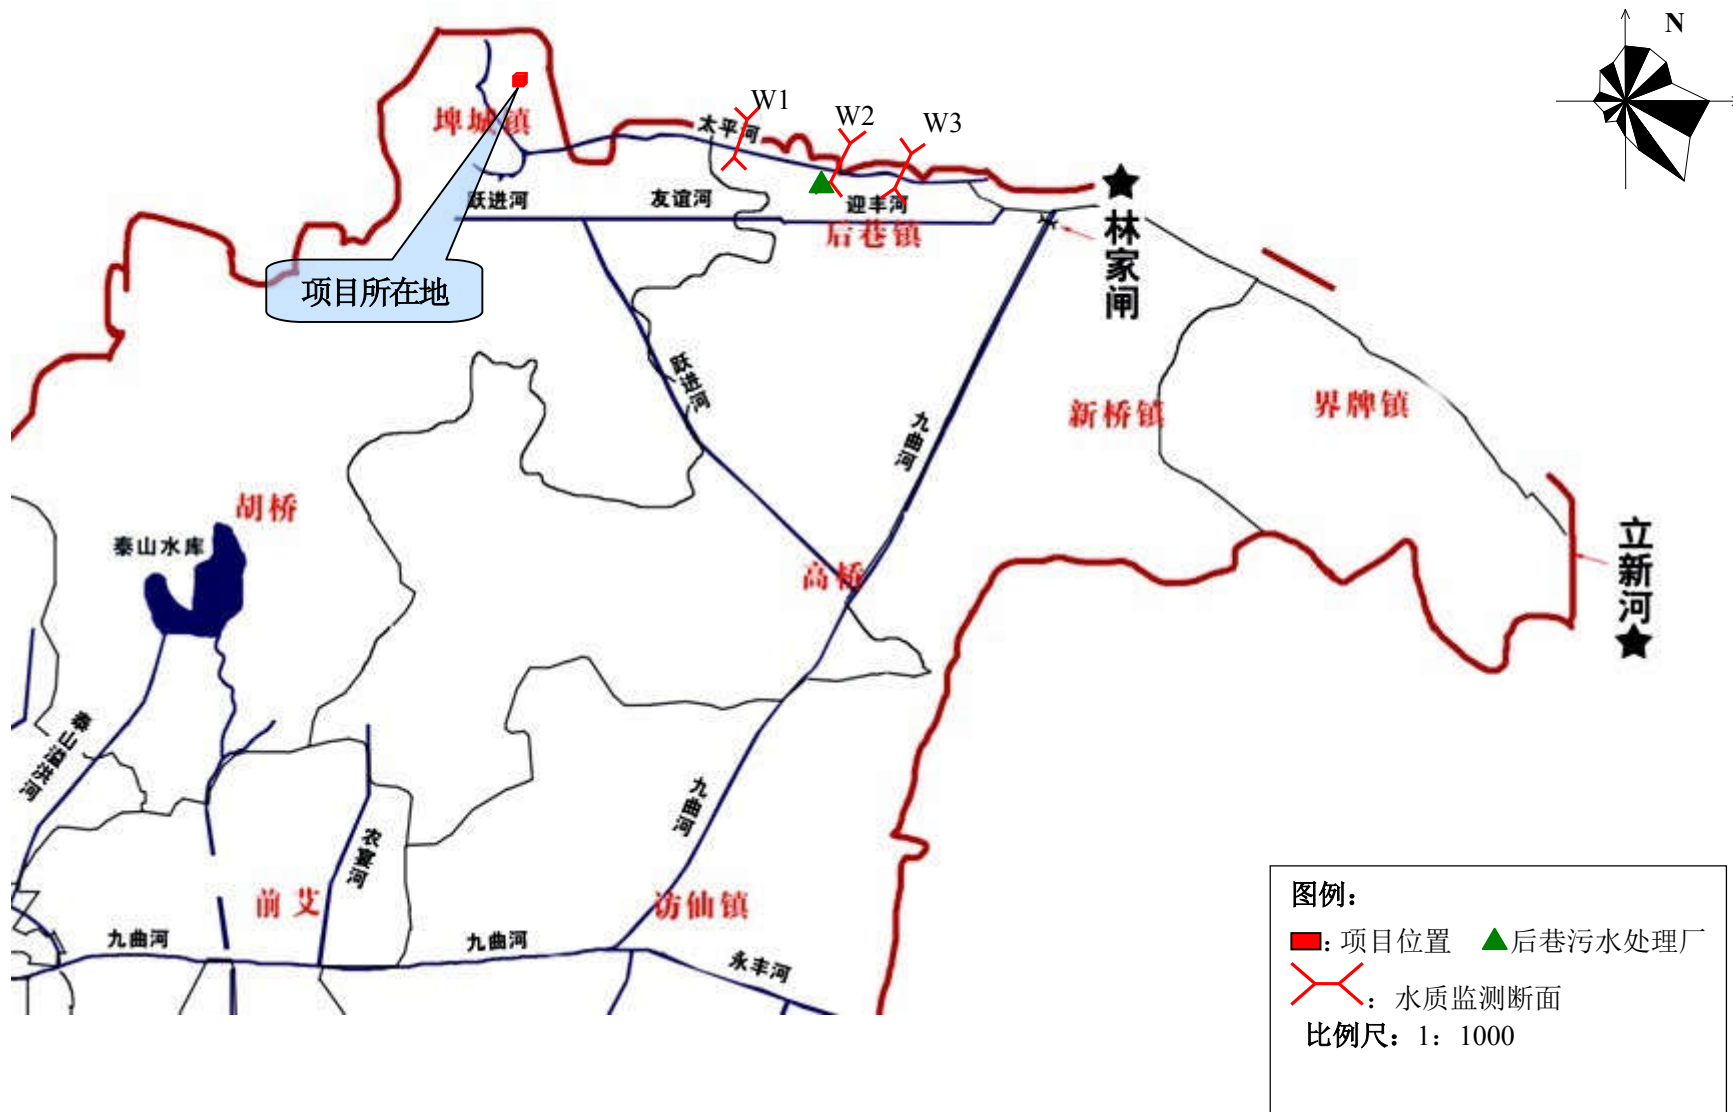 N
W1
W2
W3
埤城镇
太平河
跃进河
友谊河
迎丰河
后巷镇
林家闸
项目所在地
跃进河
九曲河
新桥镇
界牌镇
胡桥
泰山水库
高桥
立新河
泰山溢洪河
九曲河
农宴河
前艾
访仙镇
九曲河
九曲河
永丰河
图例：
：项目位置 后巷污水处理厂
：水质监测断面
比例尺：1：1000